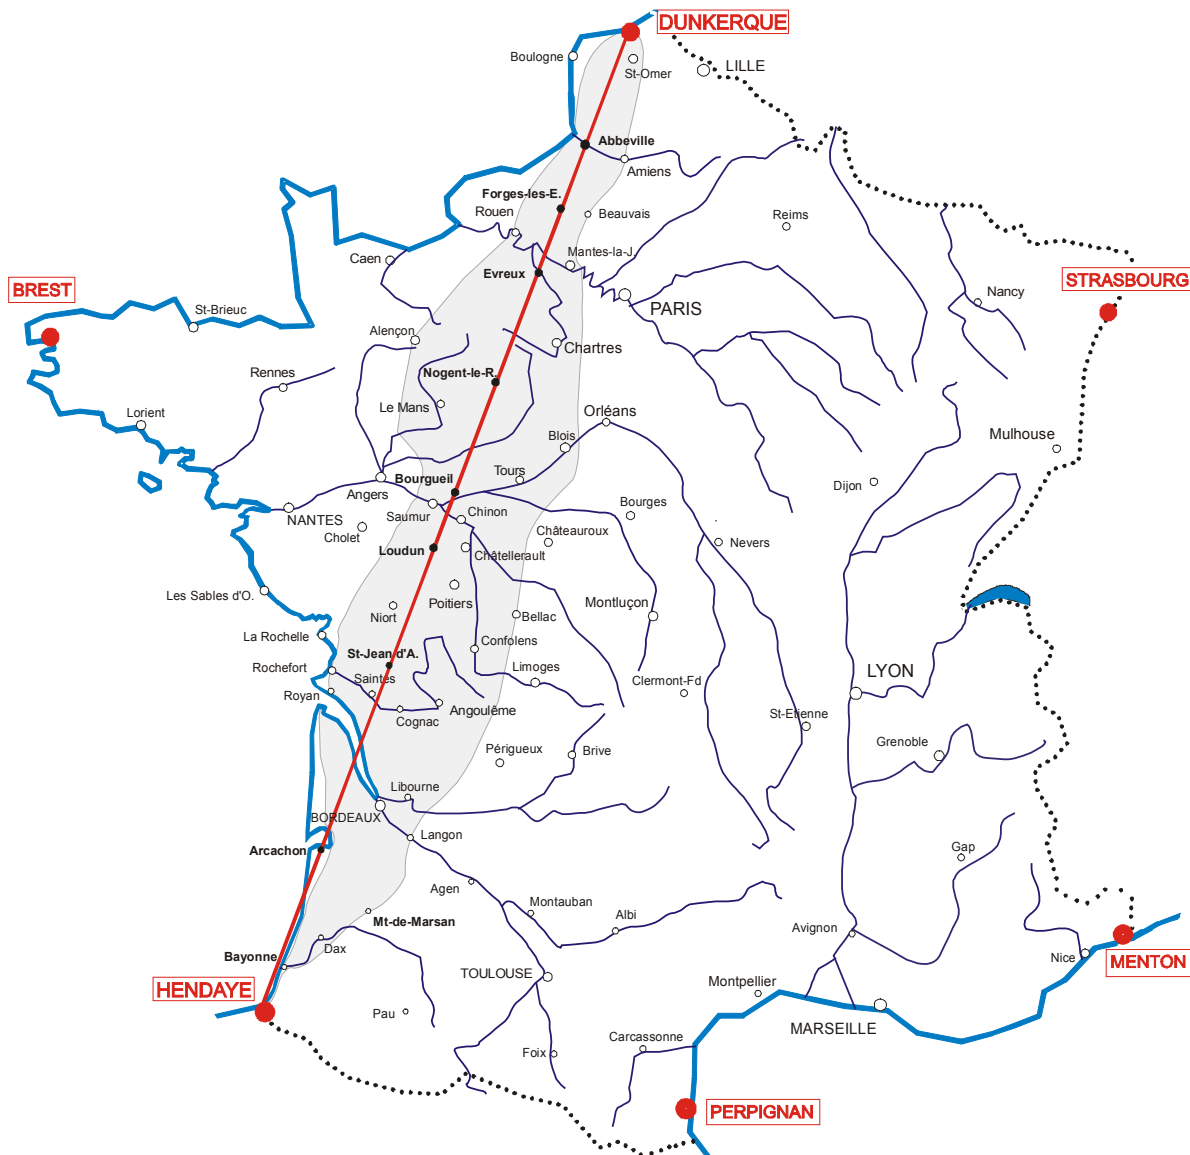 DUNKERQUE
Boulogne
St-Omer
LILLE
Abbeville
Amiens
Forges-les-E.
Rouen
Beauvais
Reims
Caen
Mantes-la-J.
Evreux
STRASBOURG
BREST
Nancy
St-Brieuc
PARIS
Alençon
Chartres
Nogent-le-R.
Rennes
Le Mans
Lorient
Orléans
Blois
Mulhouse
Tours
Bourgueil
Dijon
Angers
Bourges
Saumur
Chinon
NANTES
Cholet
Châteauroux
Nevers
Loudun
Châtellerault
Les Sables d'O.
Poitiers
Montluçon
Niort
Bellac
La Rochelle
Confolens
St-Jean d'A.
Rochefort
Limoges
LYON
Saintes
Clermont-Fd
Royan
Angoulême
Cognac
St-Etienne
Grenoble
Périgueux
Brive
Libourne
BORDEAUX
Langon
Arcachon
Gap
Agen
Montauban
Albi
Mt-de-Marsan
Avignon
Dax
Bayonne
Nice
MENTON
TOULOUSE
Montpellier
HENDAYE
Pau
MARSEILLE
Carcassonne
Foix
PERPIGNAN